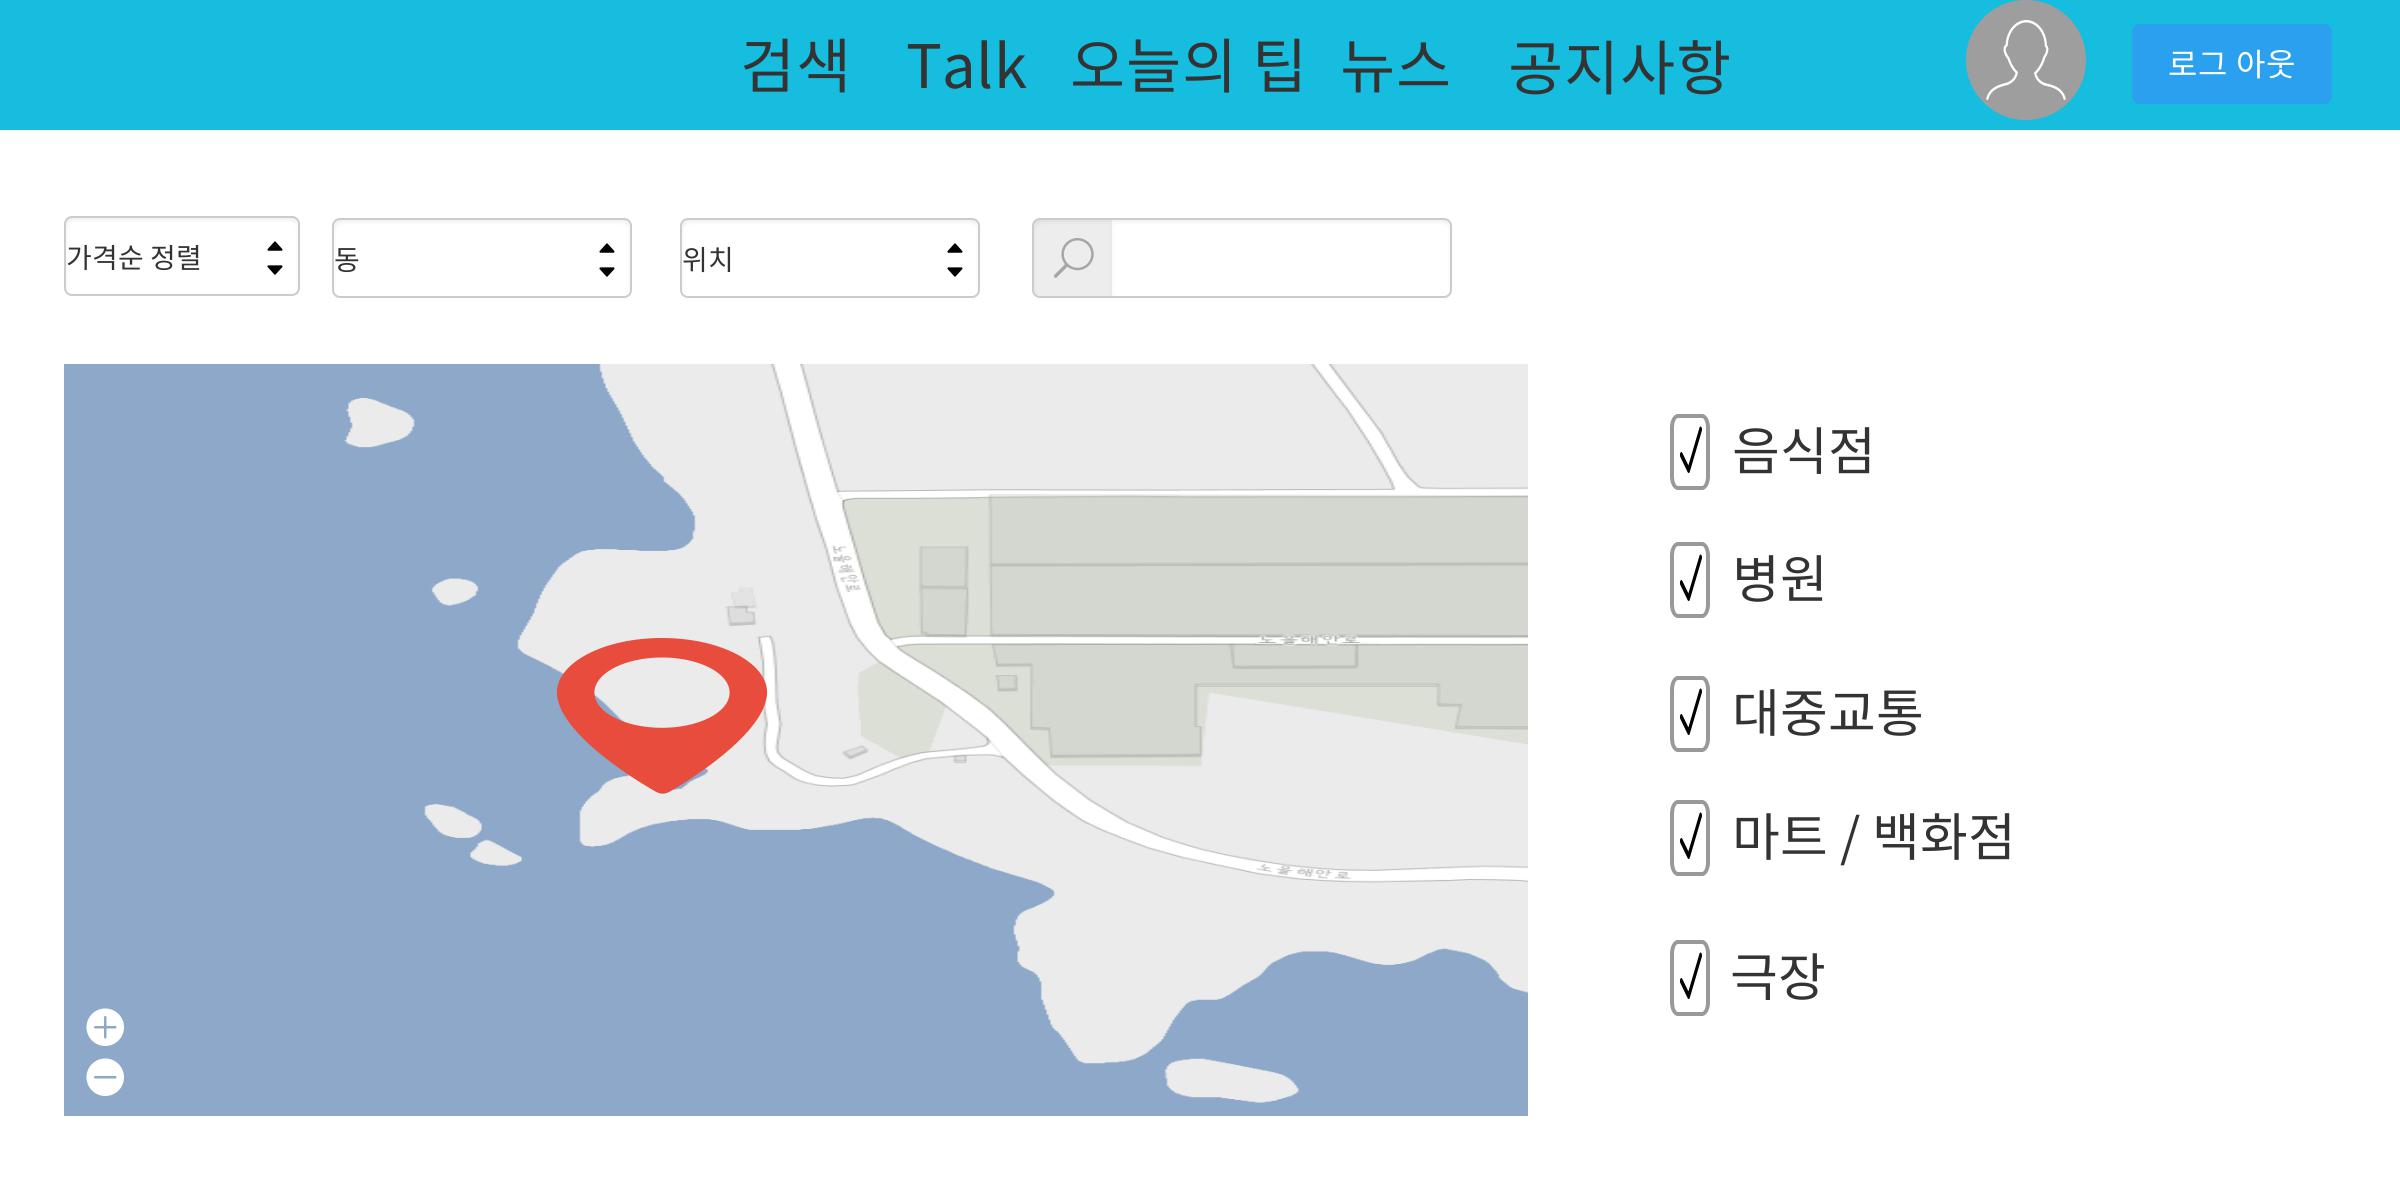 검색 Talk 오늘의 팁 뉴스 공지사항 로그 아웃
가격순 정렬 동 위치
음식점
병원
대중교통
마트 / 백화점
극장
노을해안로
노을해안로
노을해안로